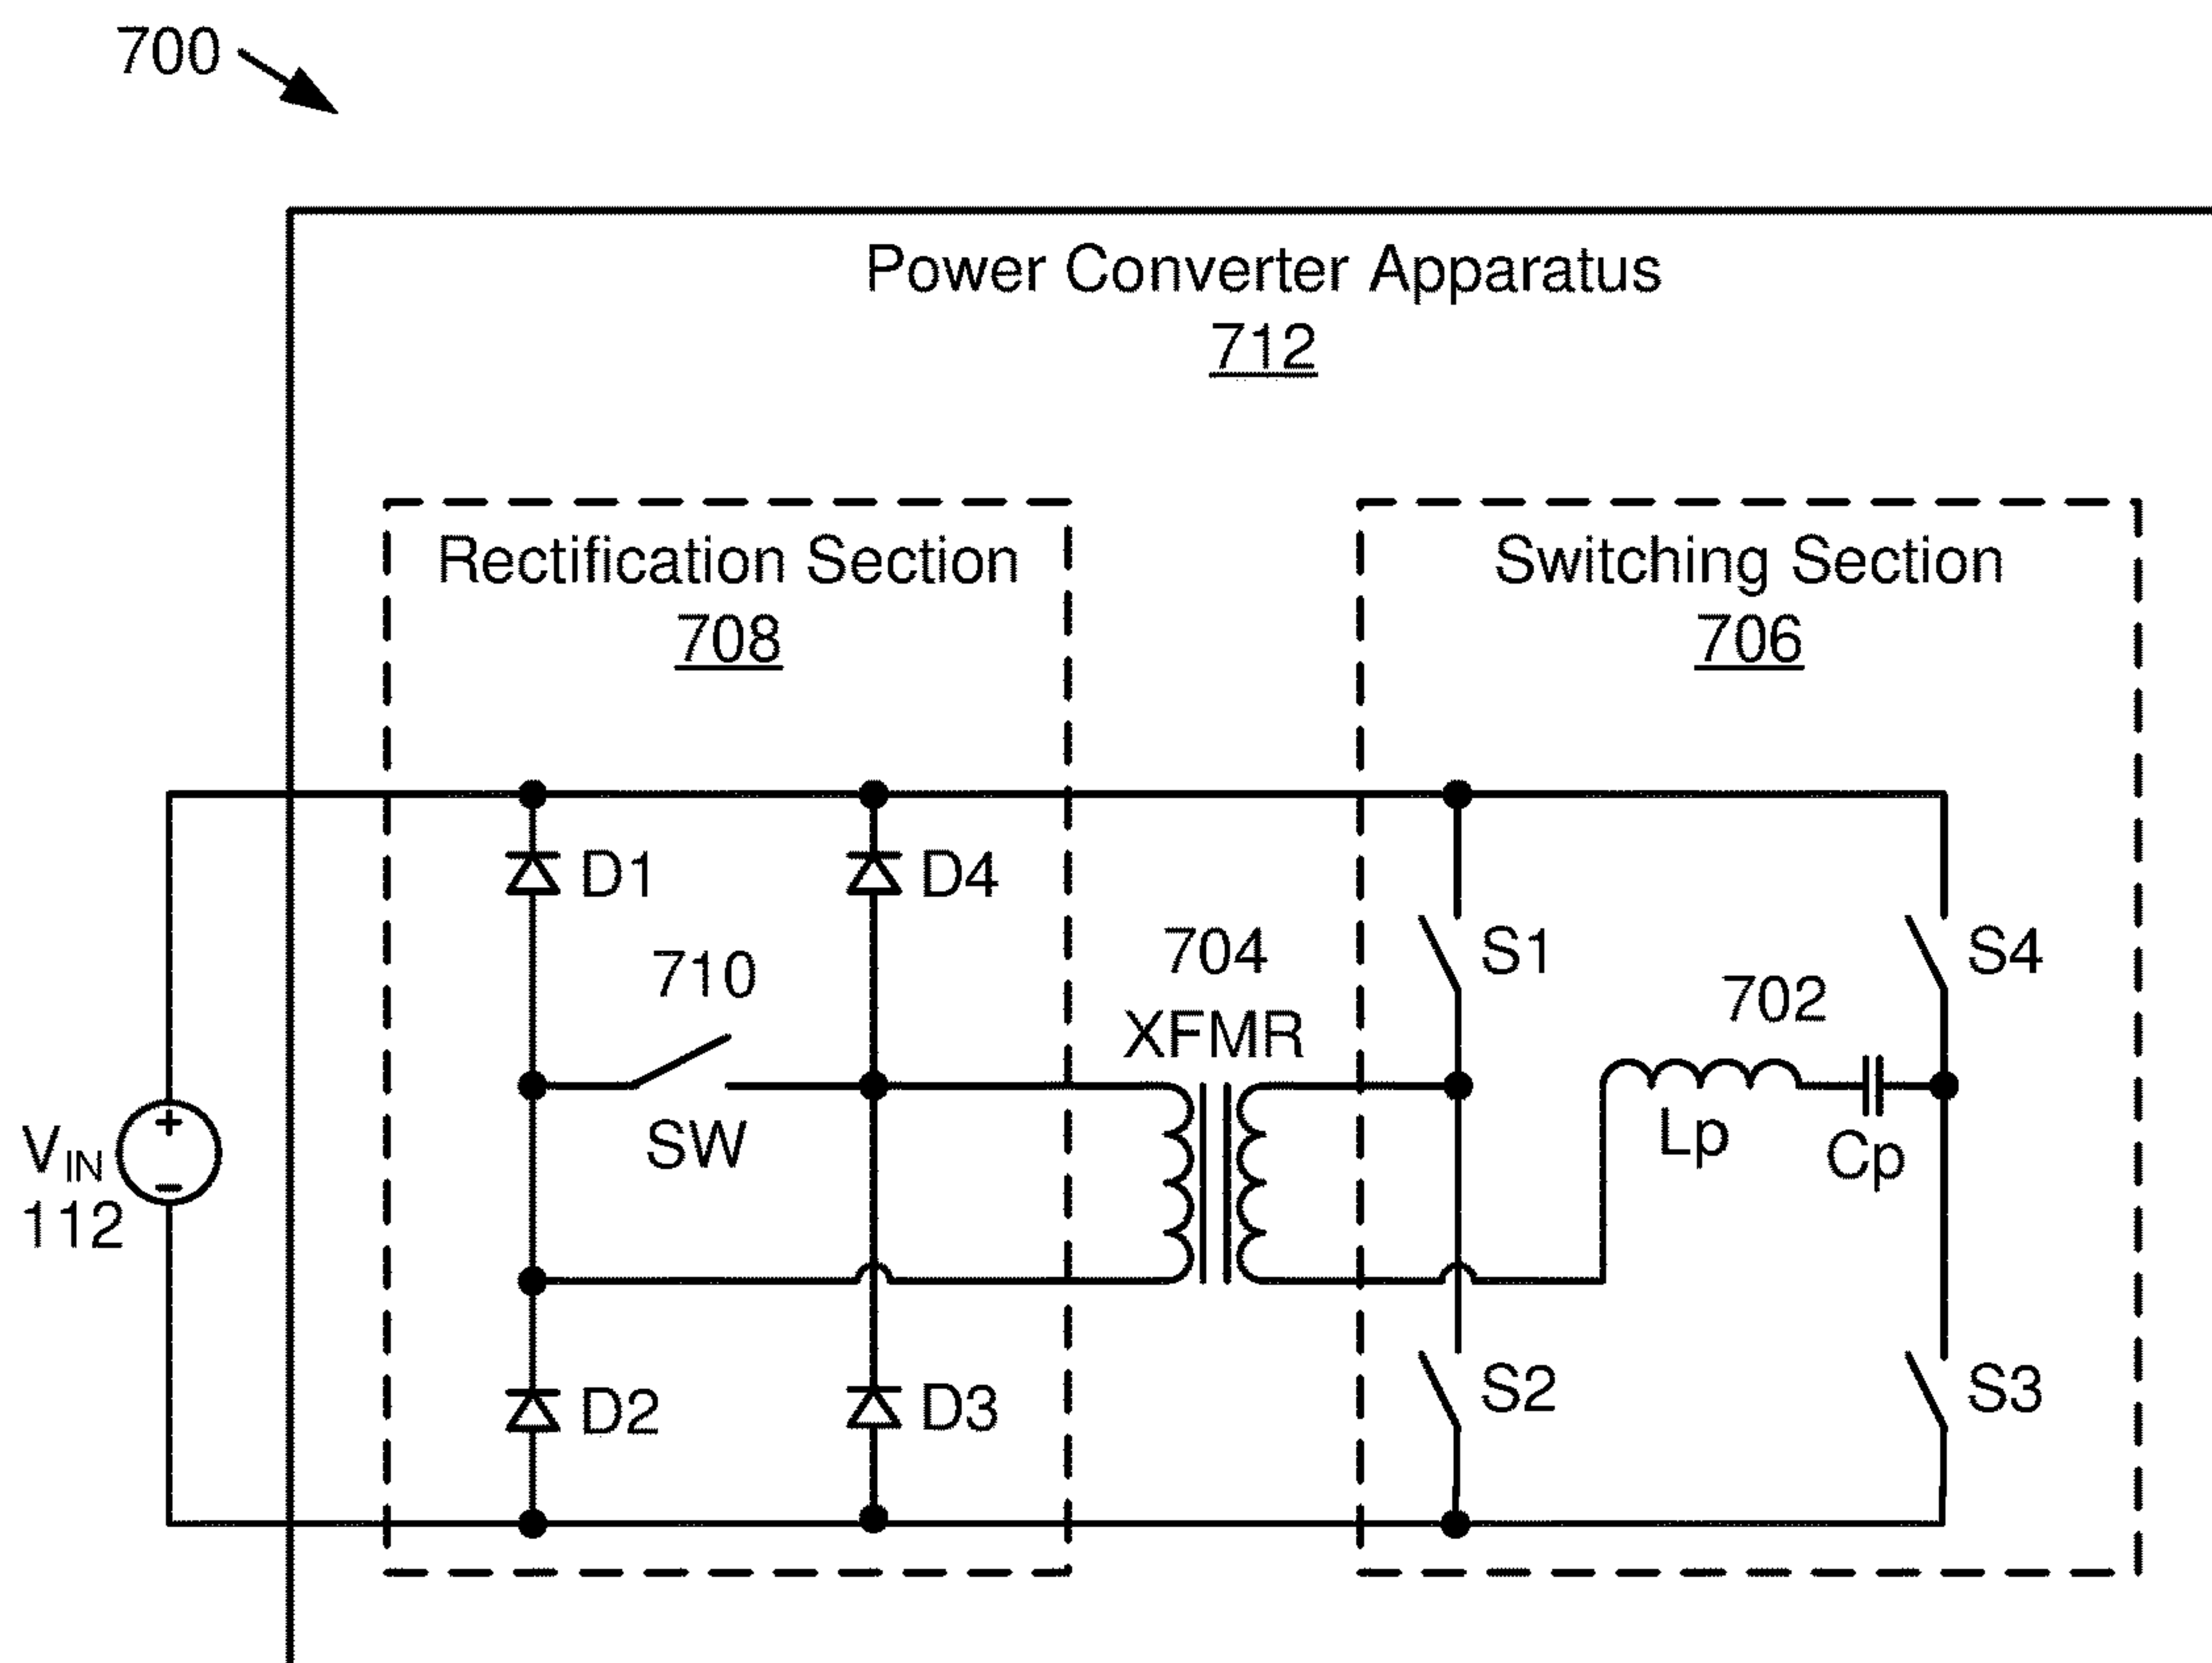 700
Power Converter Apparatus
712
Rectification Section
708
Switching Section
706
D1
D4
710
SW
704
XFMR
S1
S4
702
Lp
Cp
VIN
112
+
−
D2
D3
S2
S3